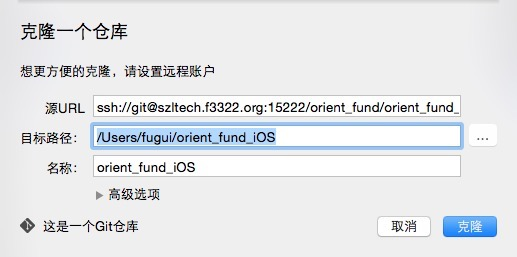 克隆一个仓库
想更方便的克隆，请设置远程账户
源URL ssh://git@szltech.f3322.org:15222/orient_fund/orient_fund_
目标路径： /Users/fugui/orient_fund_iOS ...
名称： orient_fund_iOS
高级选项
这是一个Git仓库 取消 克隆